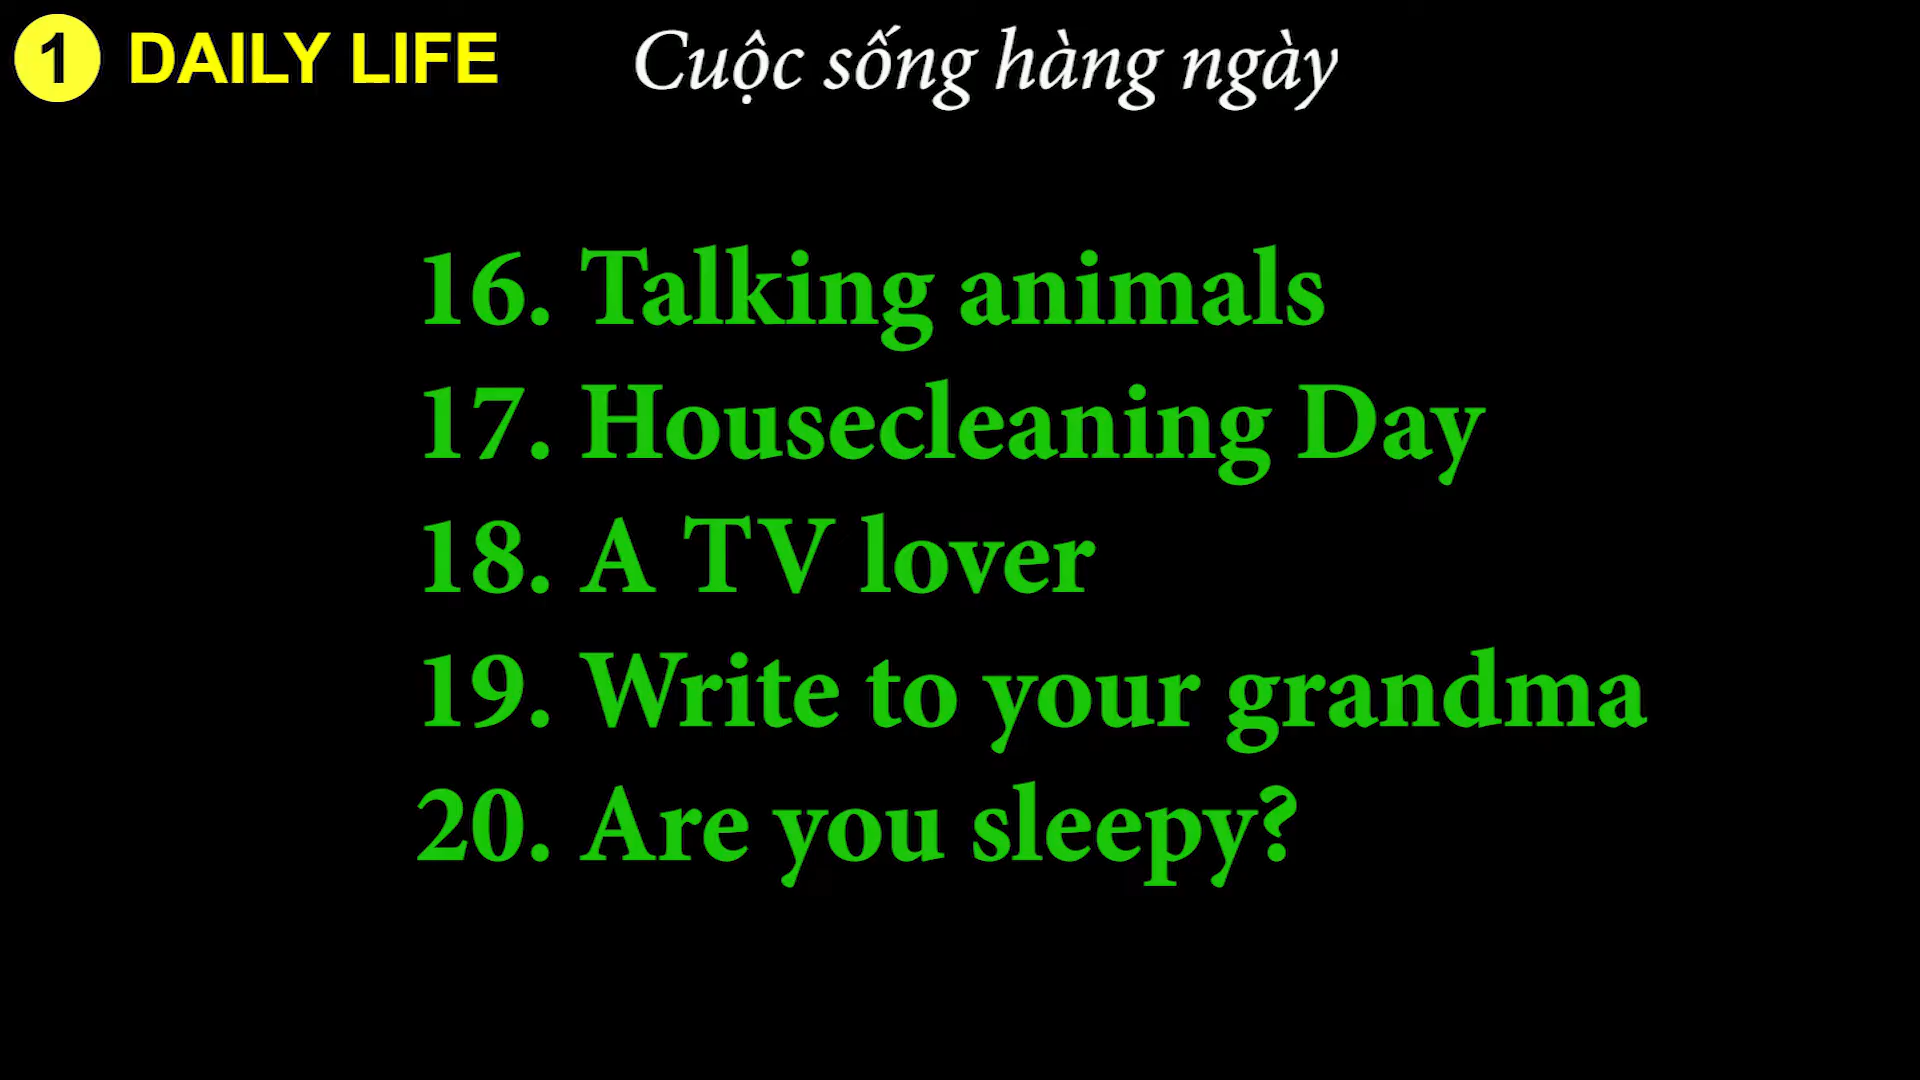 1 DAILY LIFE Cuộc sống hàng ngày
16. Talking animals
17. Housecleaning Day
18. A TV lover
19. Write to your grandma
20. Are you sleepy?